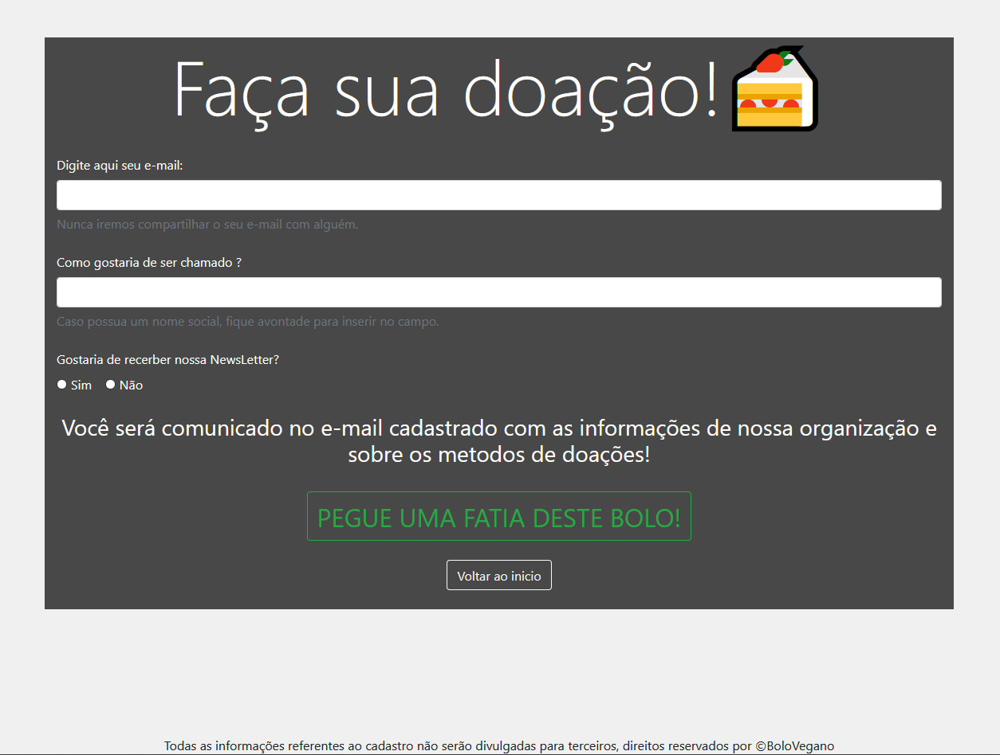 Faça sua doação!
Digite aqui seu e-mail:
Nunca iremos compartilhar o seu e-mail com alguém.
Como gostaria de ser chamado ?
Caso possua um nome social, fique avontade para inserir no campo.
Gostaria de recerber nossa NewsLetter?
Sim Não
Você será comunicado no e-mail cadastrado com as informações de nossa organização e
sobre os metodos de doações!
PEGUE UMA FATIA DESTE BOLO!
Voltar ao inicio
Todas as informações referentes ao cadastro não serão divulgadas para terceiros, direitos reservados por ©BoloVegano